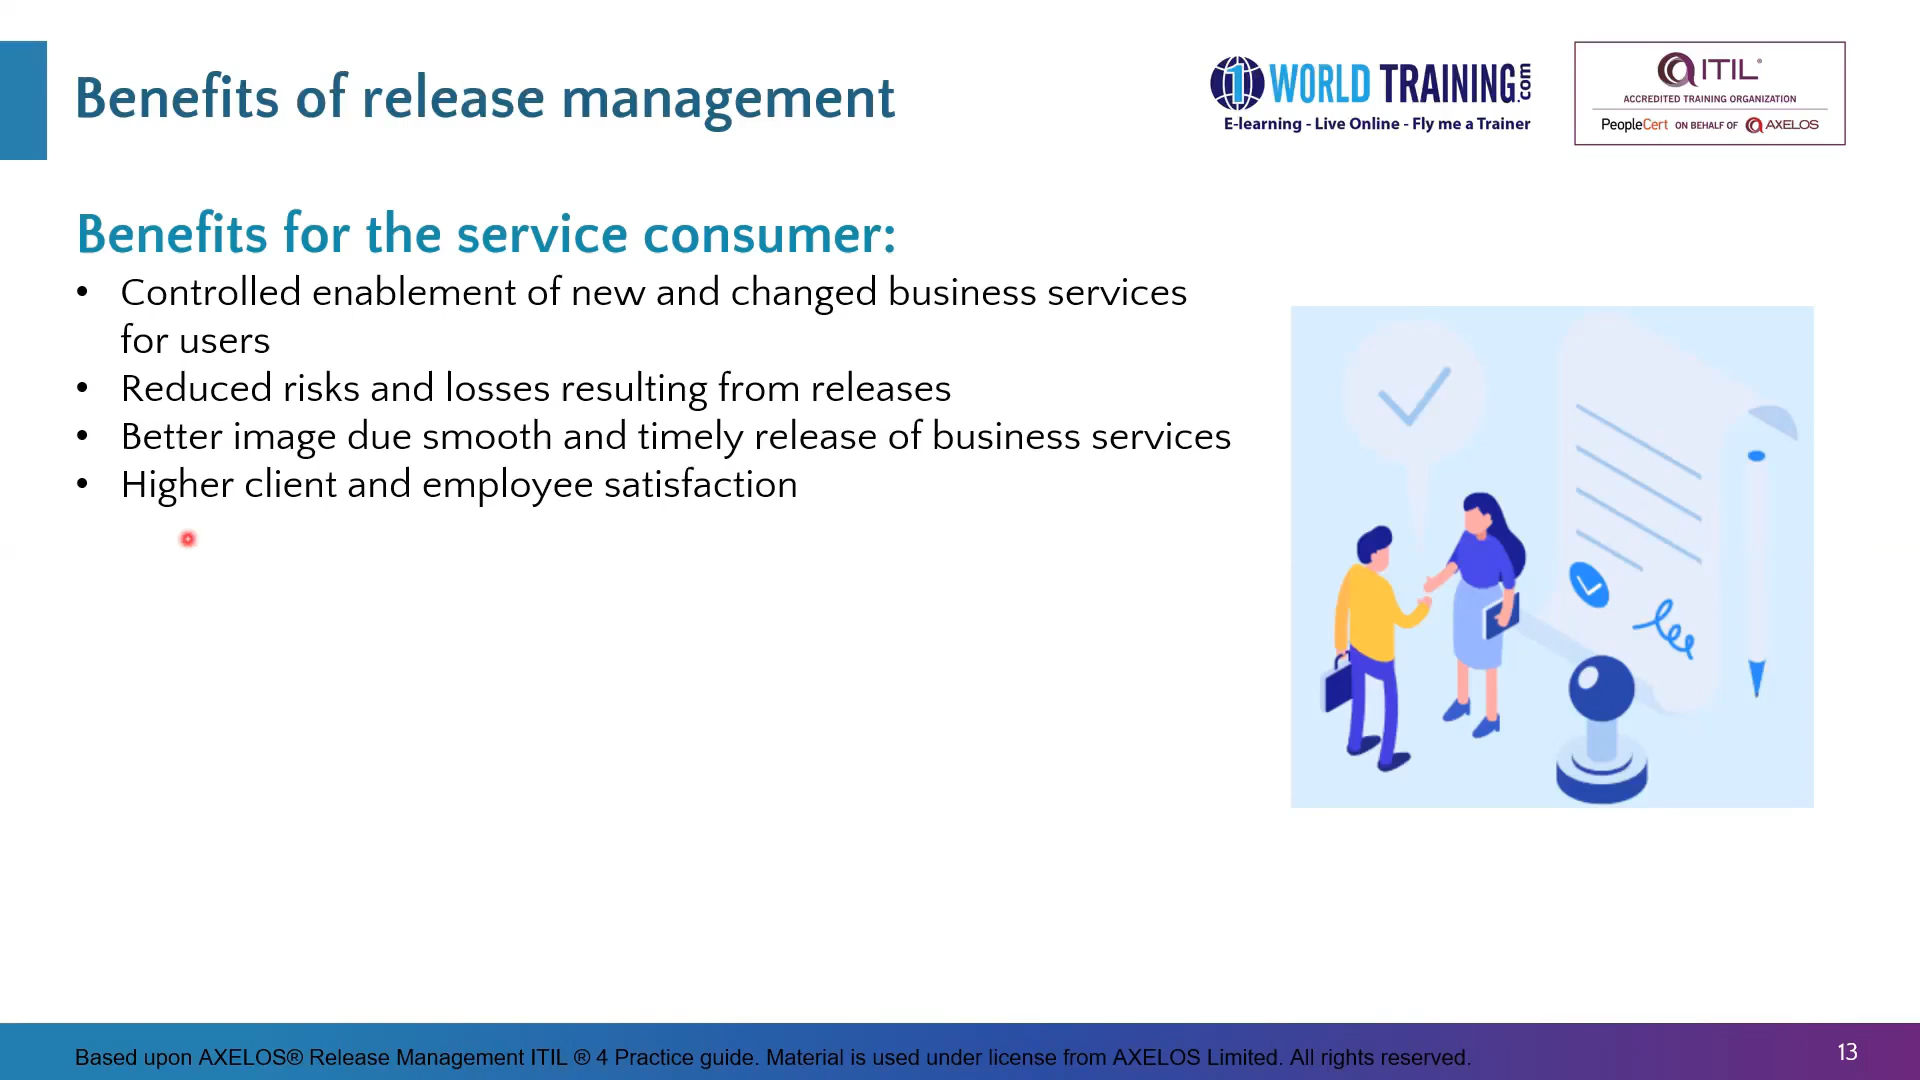 Benefits of release management
1 WORLD TRAINING.com
E-learning - Live Online - Fly me a Trainer
ITIL®
ACCREDITED TRAINING ORGANIZATION
PeopleCert ON BEHALF OF AXELOS
Benefits for the service consumer:
• Controlled enablement of new and changed business services
for users
• Reduced risks and losses resulting from releases
• Better image due smooth and timely release of business services
• Higher client and employee satisfaction
Based upon AXELOS® Release Management ITIL ® 4 Practice guide. Material is used under license from AXELOS Limited. All rights reserved.
13